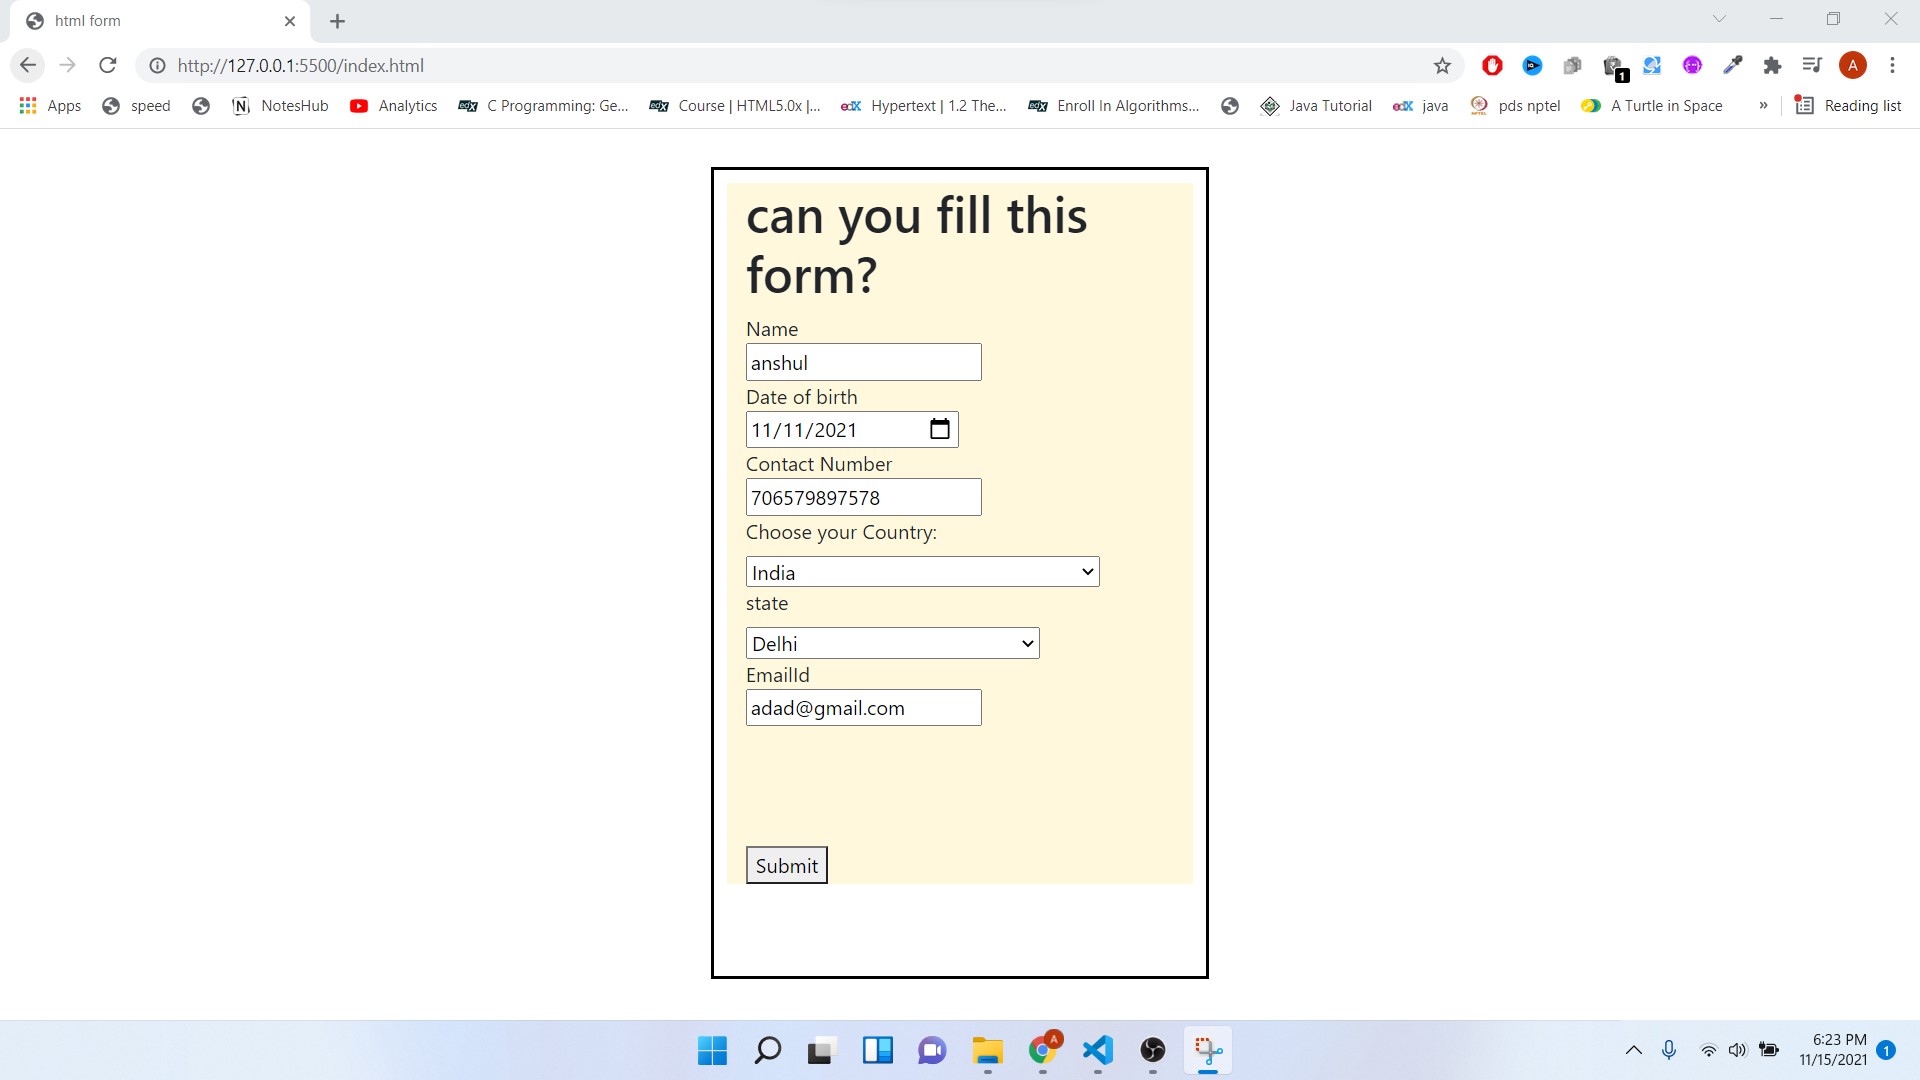 html form
http://127.0.0.1:5500/index.html
1
A
Apps speed NotesHub Analytics C Programming: Ge... Course | HTML5.0x |... Hypertext | 1.2 The... Enroll In Algorithms... Java Tutorial java pds nptel A Turtle in Space » Reading list
can you fill this
form?
Name
anshul
Date of birth
11/11/2021
Contact Number
706579897578
Choose your Country:
India
state
Delhi
EmailId
adad@gmail.com
Submit
A
6:23 PM
11/15/2021
1